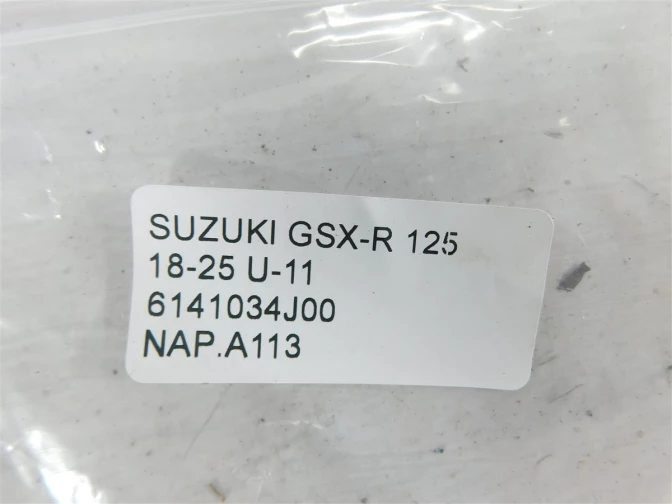 SUZUKI GSX-R 125
18-25 U-11
6141034J00
NAP.A113